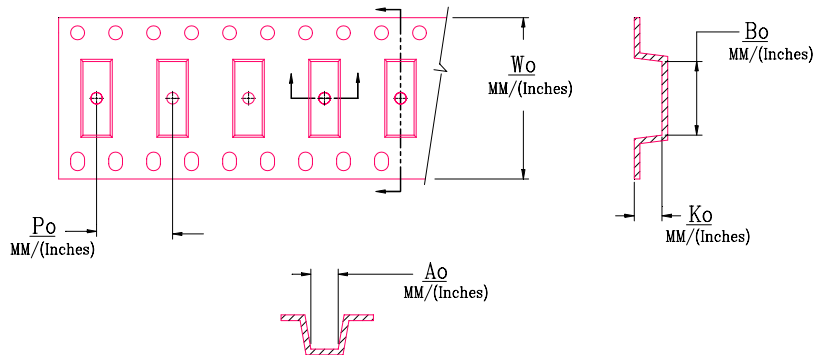 Wo
MM/(Inches)
Bo
MM/(Inches)
Po
MM/(Inches)
Ko
MM/(Inches)
Ao
MM/(Inches)